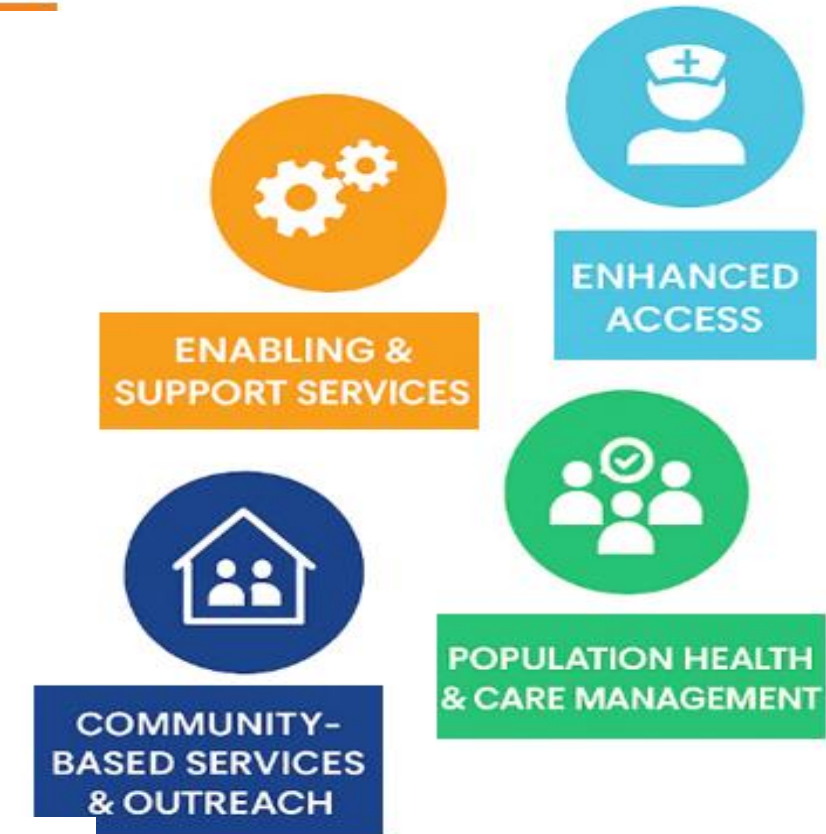 ENHANCED
ACCESS
ENABLING &
SUPPORT SERVICES
POPULATION HEALTH
& CARE MANAGEMENT
COMMUNITY-
BASED SERVICES
& OUTREACH